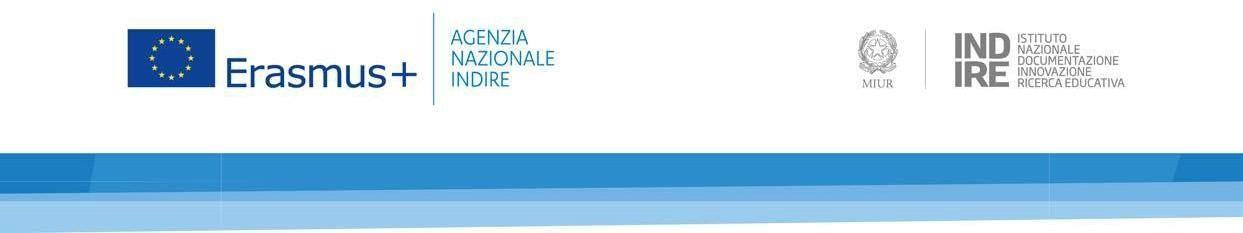 Erasmus+
AGENZIA
NAZIONALE
INDIRE
MIUR
IND
IRE
ISTITUTO
NAZIONALE
DOCUMENTAZIONE
INNOVAZIONE
RICERCA EDUCATIVA